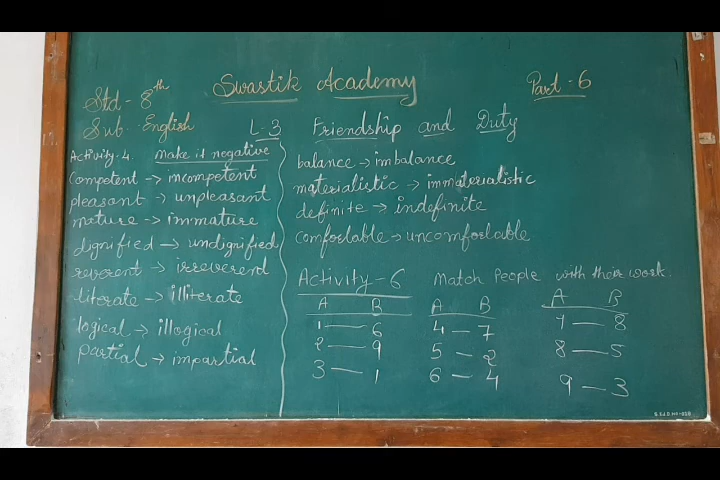 Swastik Academy
Part - 6
Std - 8th
Sub. English
L-3 Friendship and Duty
Activity-4. Make it negative
competent → incompetent
pleasant → unpleasant
mature → immature
dignified → undignified
reverent → irreverend
literate → illiterate
logical → illogical
partial → impartial
balance → imbalance
materialistic → immaterialistic
definite → indefinite
comfortable → uncomfortable
Activity-6 Match People with their work.
A B
1 — 6
2 — 9
3 — 1
A B
4 — 7
5 — 2
6 — 4
A B
7 — 8
8 — 5
9 — 3